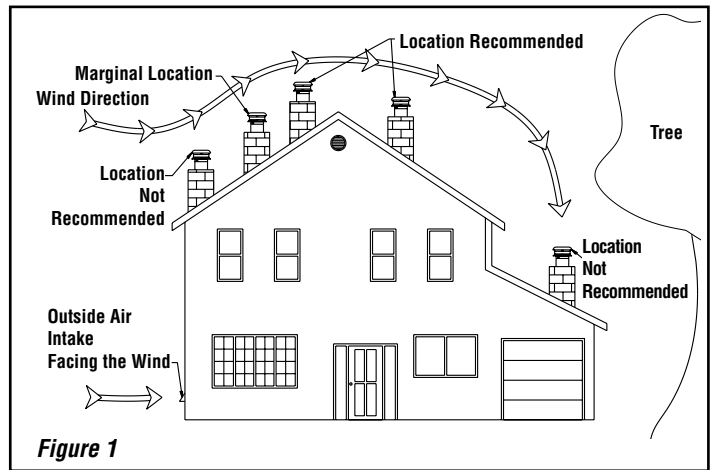 Location Recommended
Marginal Location
Wind Direction
Tree
Location
Not
Recommended
Location
Not
Recommended
Outside Air
Intake
Facing the Wind
Figure 1